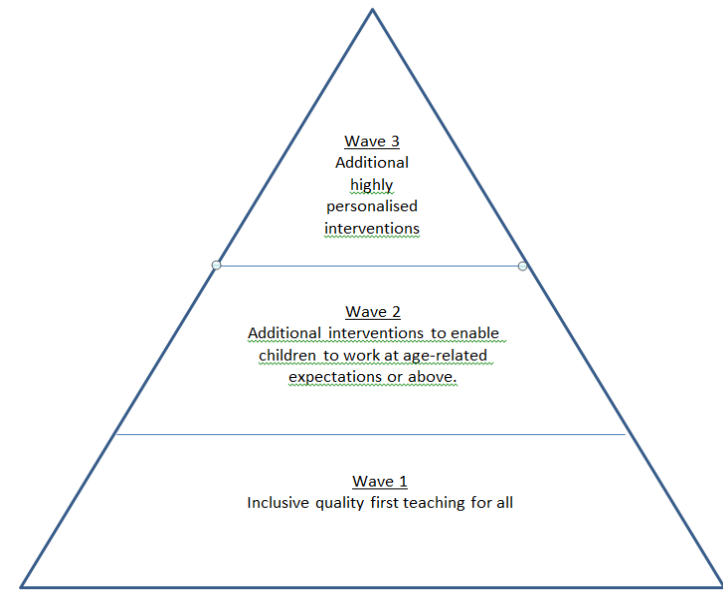 Wave 3
Additional
highly
personalised
interventions
Wave 2
Additional interventions to enable
children to work at age-related
expectations or above.
Wave 1
Inclusive quality first teaching for all